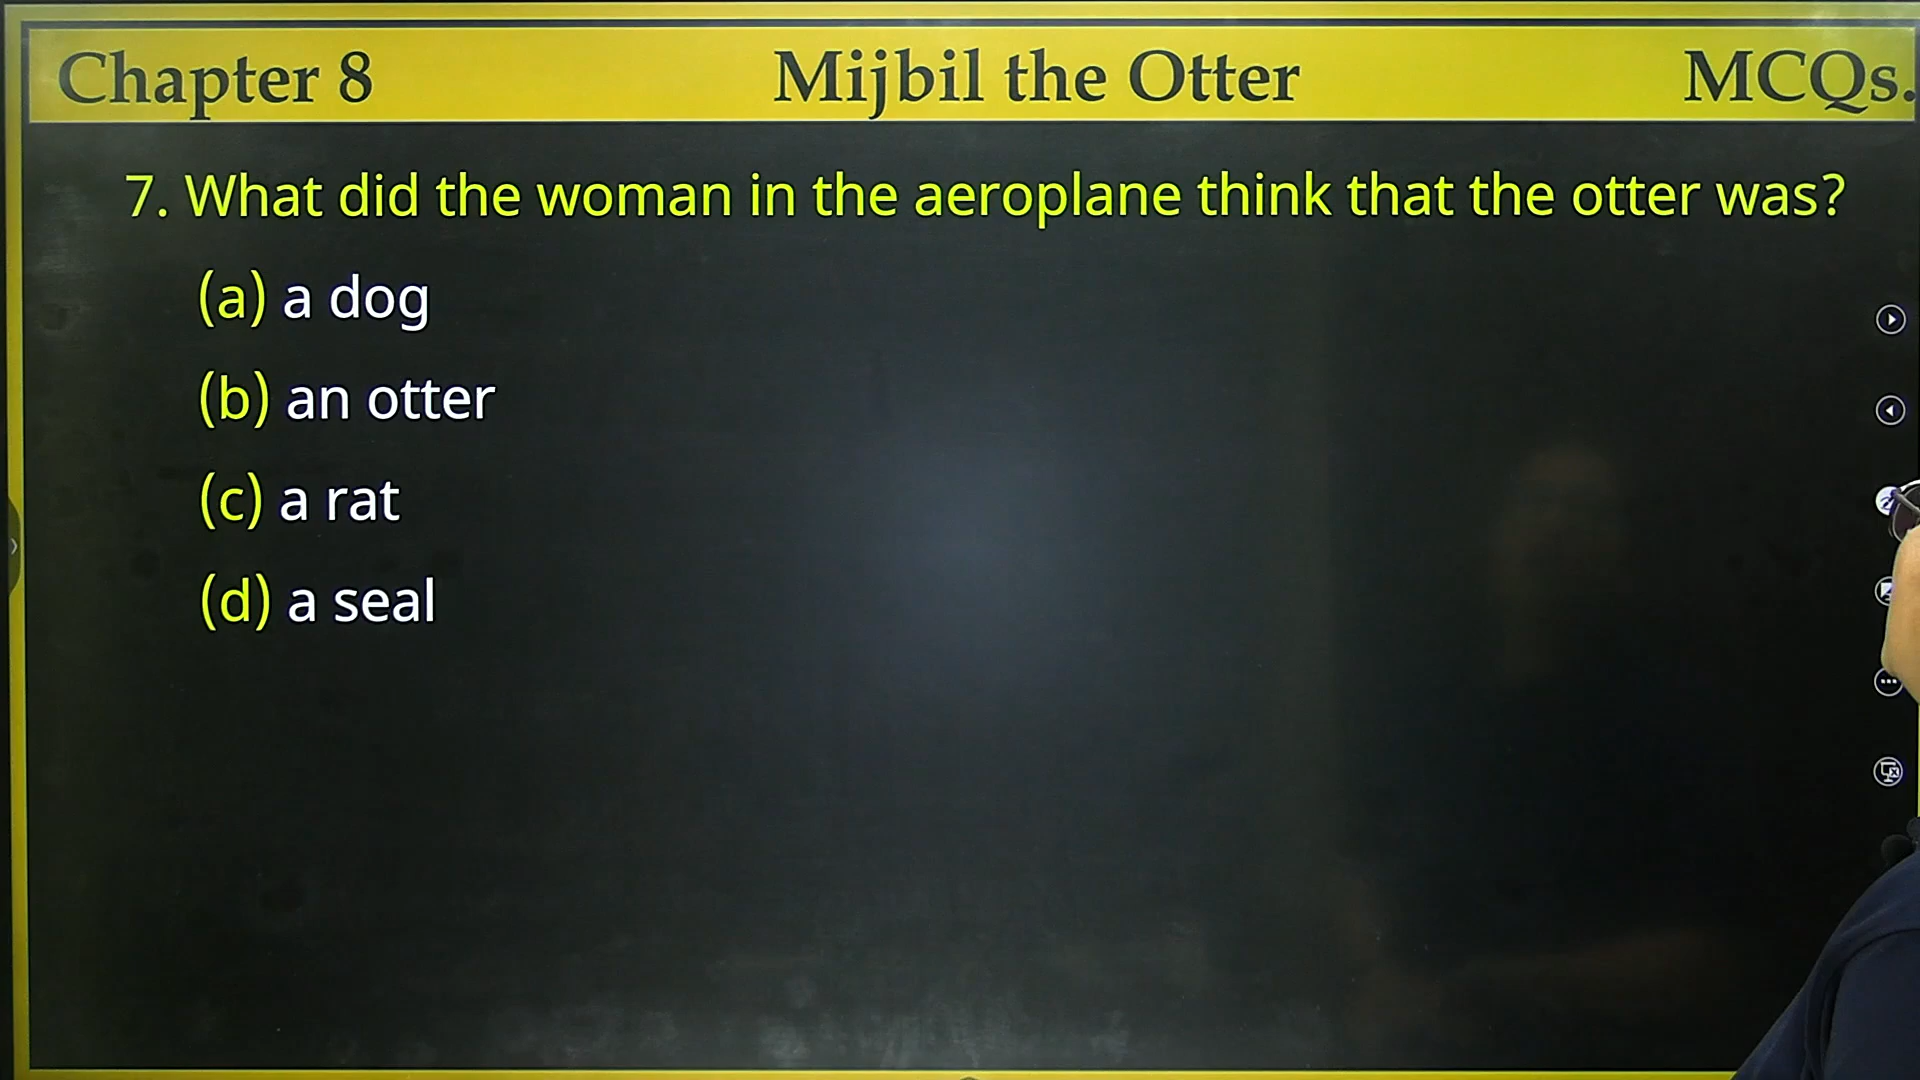 Chapter 8 Mijbil the Otter MCQs.
7. What did the woman in the aeroplane think that the otter was?
(a) a dog
(b) an otter
(c) a rat
(d) a seal